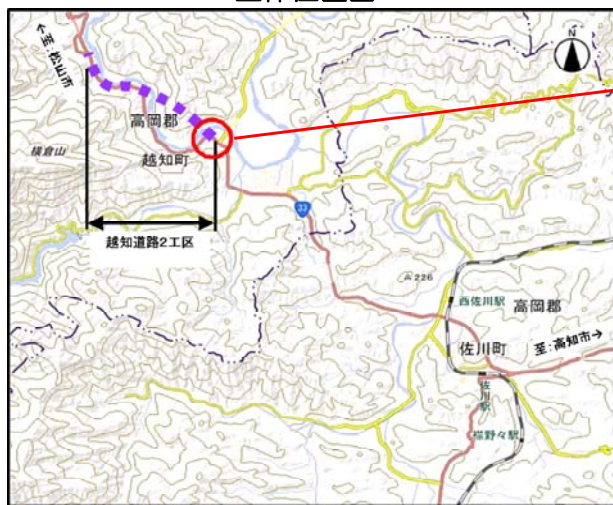 N
↑至:松山市
高岡郡
横倉山
越知町
越知道路2工区
33
226
西佐川駅
高岡郡
佐川町
至:高知市→
佐川駅
襟野々駅